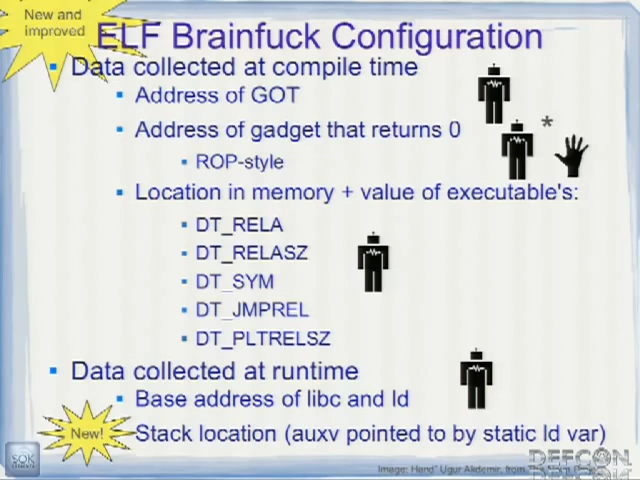 New and
improved
ELF Brainfuck Configuration
Data collected at compile time
Address of GOT
Address of gadget that returns 0
*
ROP-style
Location in memory + value of executable's:
DT_RELA
DT_RELASZ
DT_SYM
DT_JMPREL
DT_PLTRELSZ
Data collected at runtime
Base address of libc and ld
New!
Stack location (auxv pointed to by static ld var)
SOK
DEFCON
Image: Hand" Ugur Akdemir, from